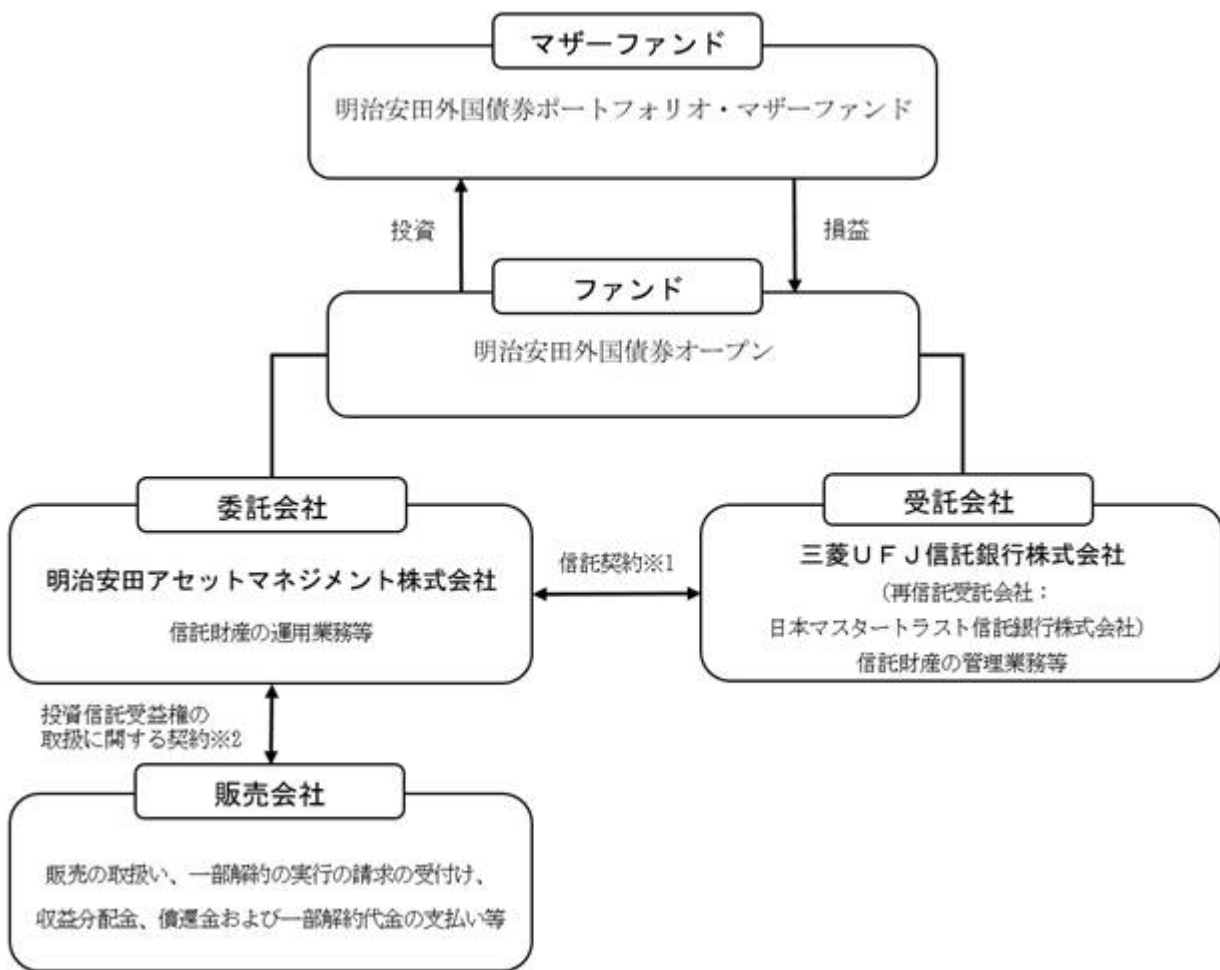 マザーファンド
明治安田外国債券ポートフォリオ・マザーファンド
投資
損益
ファンド
明治安田外国債券オープン
委託会社
明治安田アセットマネジメント株式会社
信託財産の運用業務等
信託契約※1
受託会社
三菱ＵＦＪ信託銀行株式会社
(再信託受託会社：
日本マスタートラスト信託銀行株式会社)
信託財産の管理業務等
投資信託受益権の
取扱に関する契約※2
販売会社
販売の取扱い、一部解約の実行の請求の受付け、
収益分配金、償還金および一部解約代金の支払い等